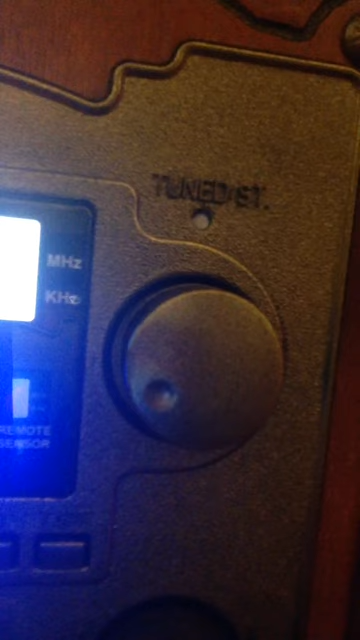 TUNED/ST.
MHz
KHz
REMOTE
SENSOR